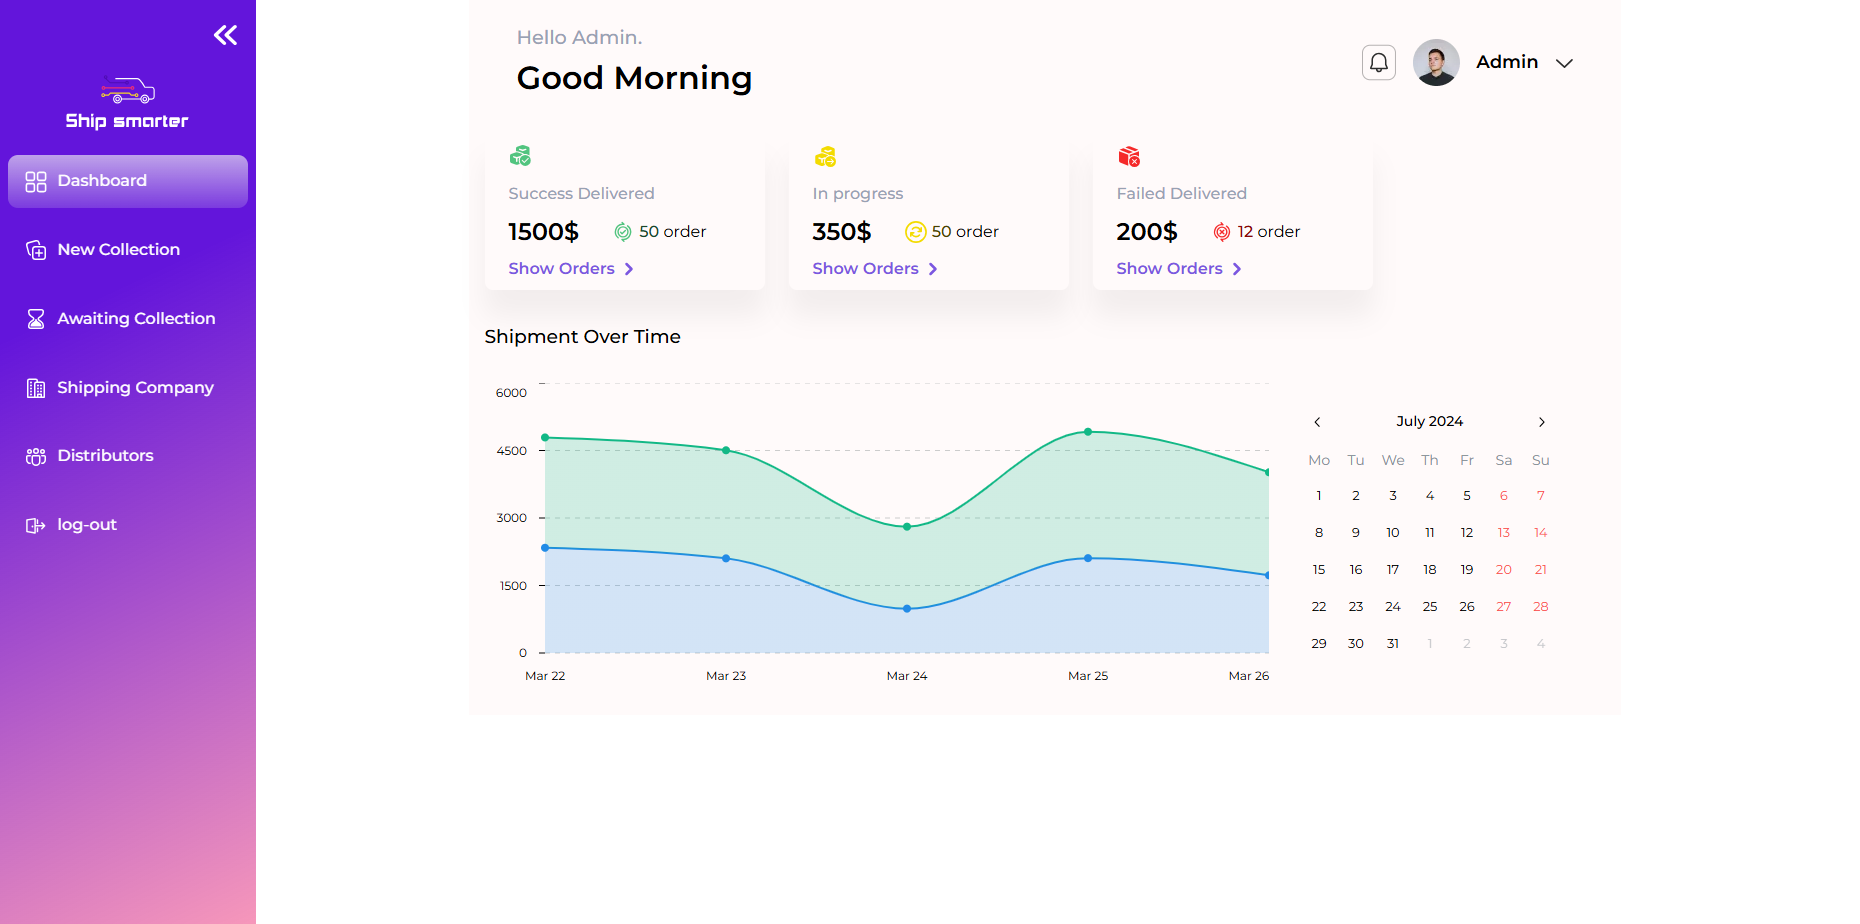 Ship smarter
Dashboard
New Collection
Awaiting Collection
Shipping Company
Distributors
log-out
Hello Admin.
Good Morning
Admin
Success Delivered
1500$ 50 order
Show Orders
In progress
350$ 50 order
Show Orders
Failed Delivered
200$ 12 order
Show Orders
Shipment Over Time
6000
4500
3000
1500
0
Mar 22 Mar 23 Mar 24 Mar 25 Mar 26
July 2024
Mo Tu We Th Fr Sa Su
1 2 3 4 5 6 7
8 9 10 11 12 13 14
15 16 17 18 19 20 21
22 23 24 25 26 27 28
29 30 31 1 2 3 4